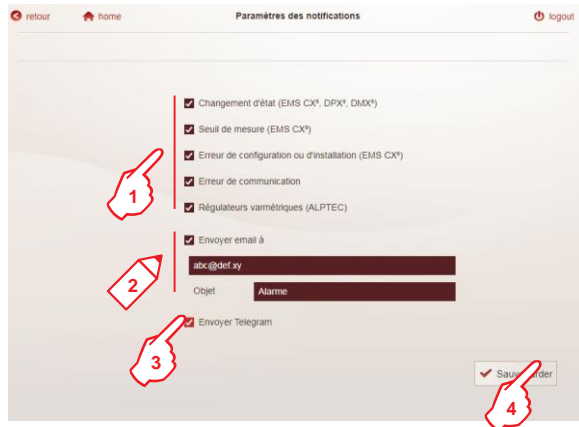 retour home Paramètres des notifications logout
Changement d'état (EMS CX³, DPX³, DMX³)
Seuil de mesure (EMS CX³)
Erreur de configuration ou d'installation (EMS CX³)
Erreur de communication
1
Régulateurs varmétriques (ALPTEC)
Envoyer email à
abc@def.xy
2
Objet Alarme
Envoyer Telegram
3
4